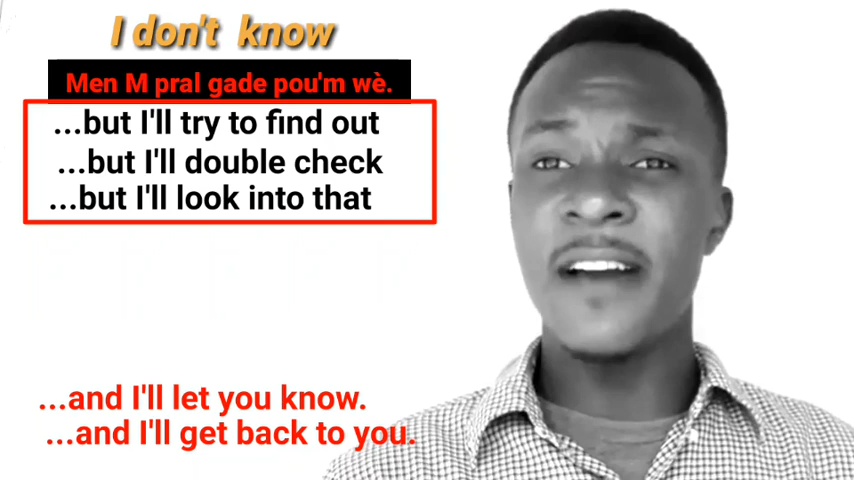 I don't know
Men M pral gade pou'm wè.
...but I'll try to find out
...but I'll double check
...but I'll look into that
...and I'll let you know.
...and I'll get back to you.